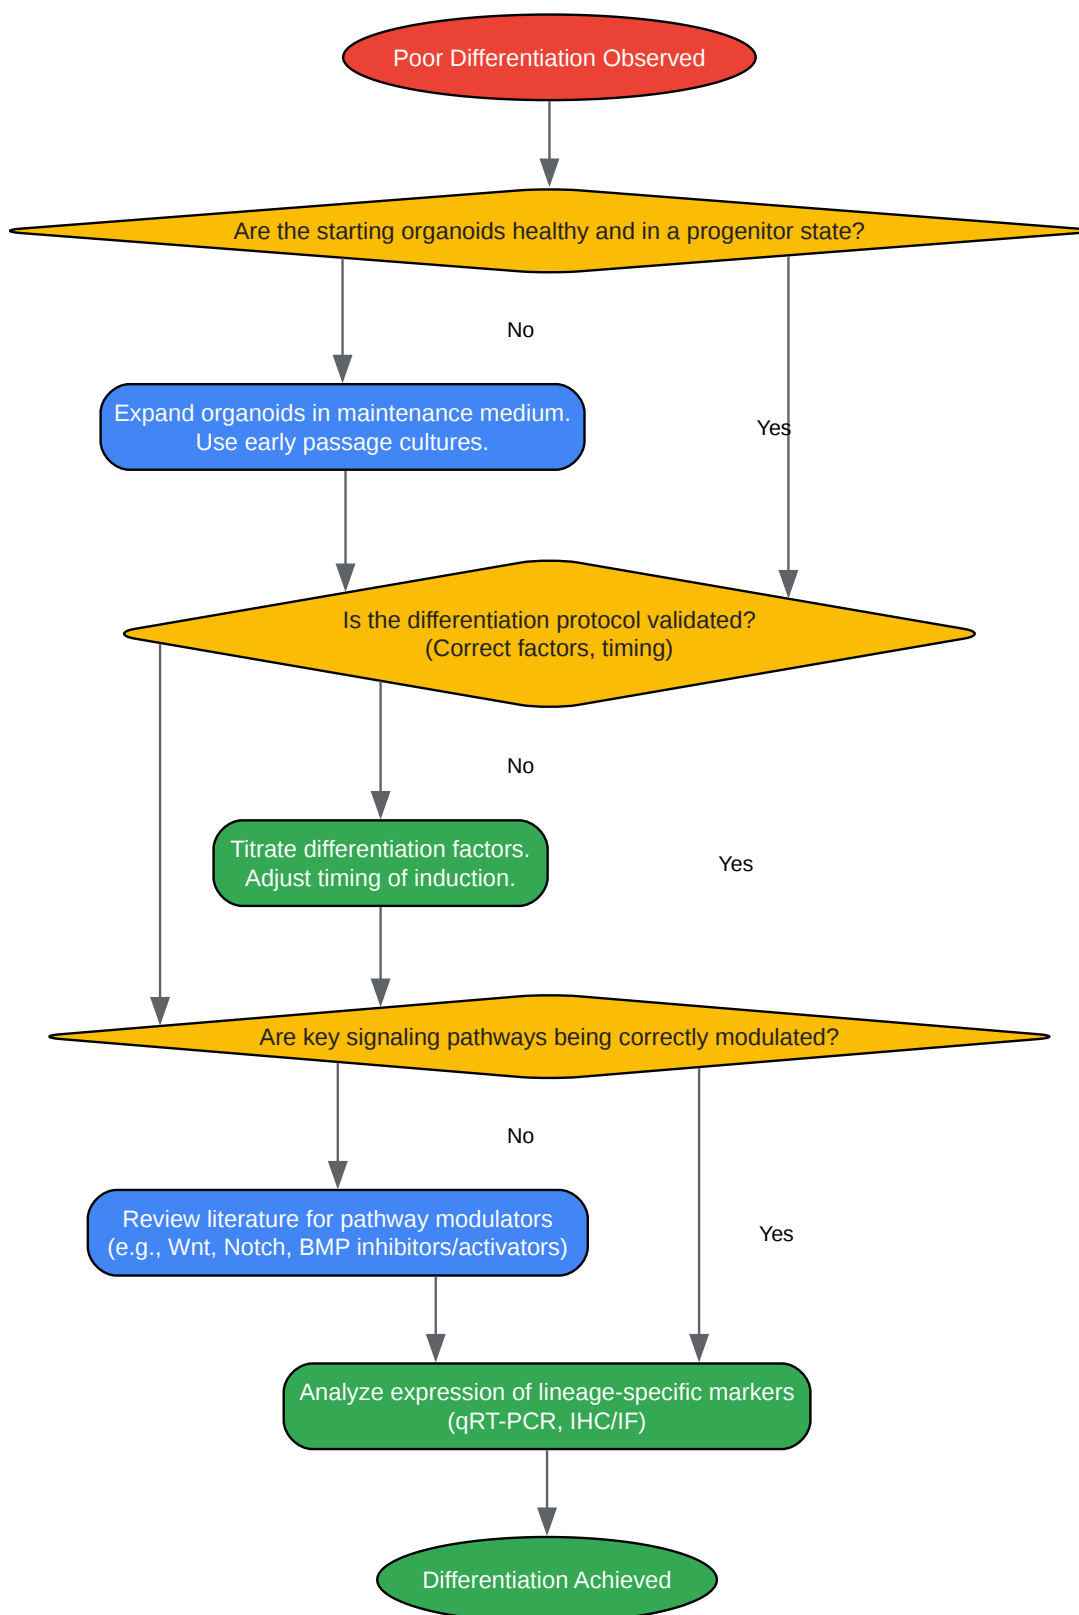 Poor Differentiation Observed
Are the starting organoids healthy and in a progenitor state?
No
Expand organoids in maintenance medium.
Use early passage cultures.
Yes
Is the differentiation protocol validated?
(Correct factors, timing)
No
Titrate differentiation factors.
Adjust timing of induction.
Yes
Are key signaling pathways being correctly modulated?
No
Review literature for pathway modulators
(e.g., Wnt, Notch, BMP inhibitors/activators)
Yes
Analyze expression of lineage-specific markers
(qRT-PCR, IHC/IF)
Differentiation Achieved